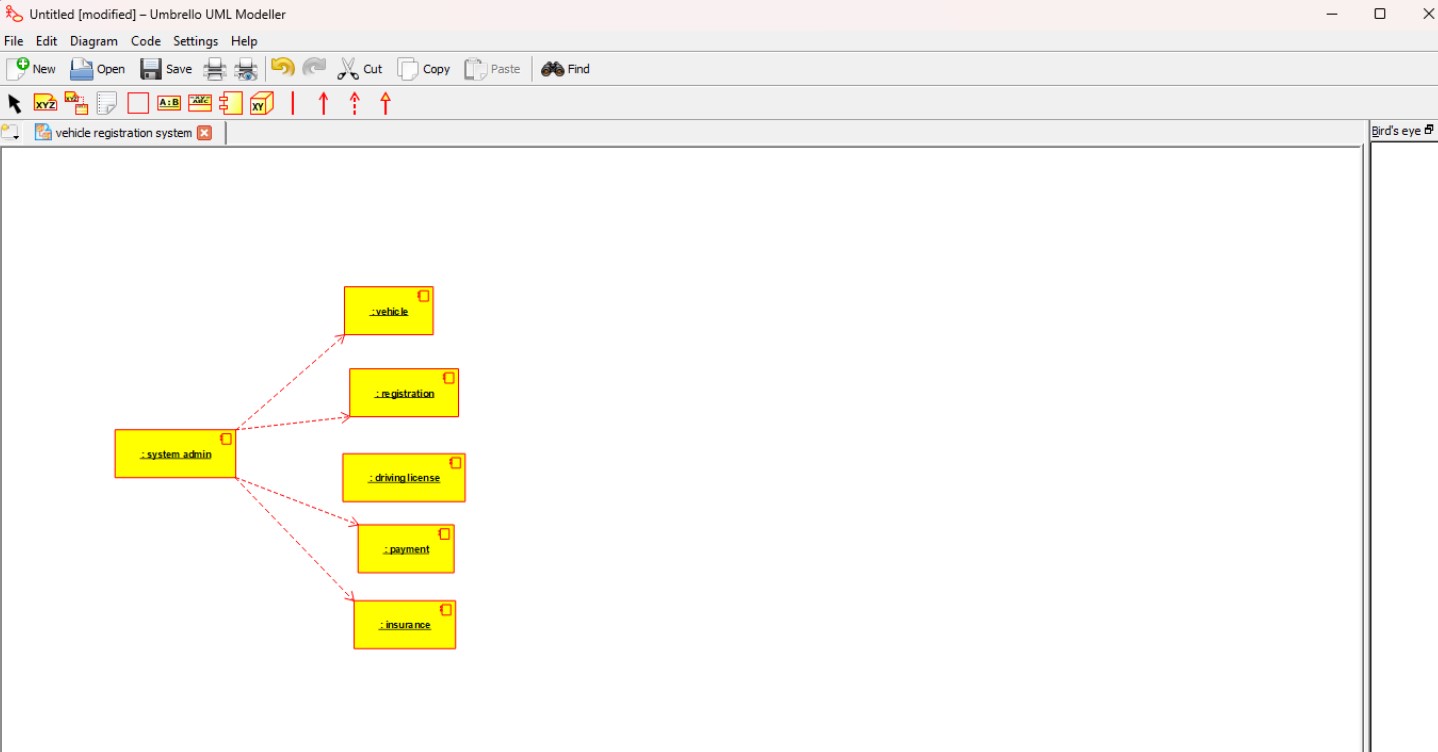 Untitled [modified] – Umbrello UML Modeller
File Edit Diagram Code Settings Help
New Open Save Cut Copy Paste Find
XYZ XYZ A:B ABC XY
vehicle registration system
Bird's eye
: vehicle
: registration
: system admin
: driving license
: payment
: insurance